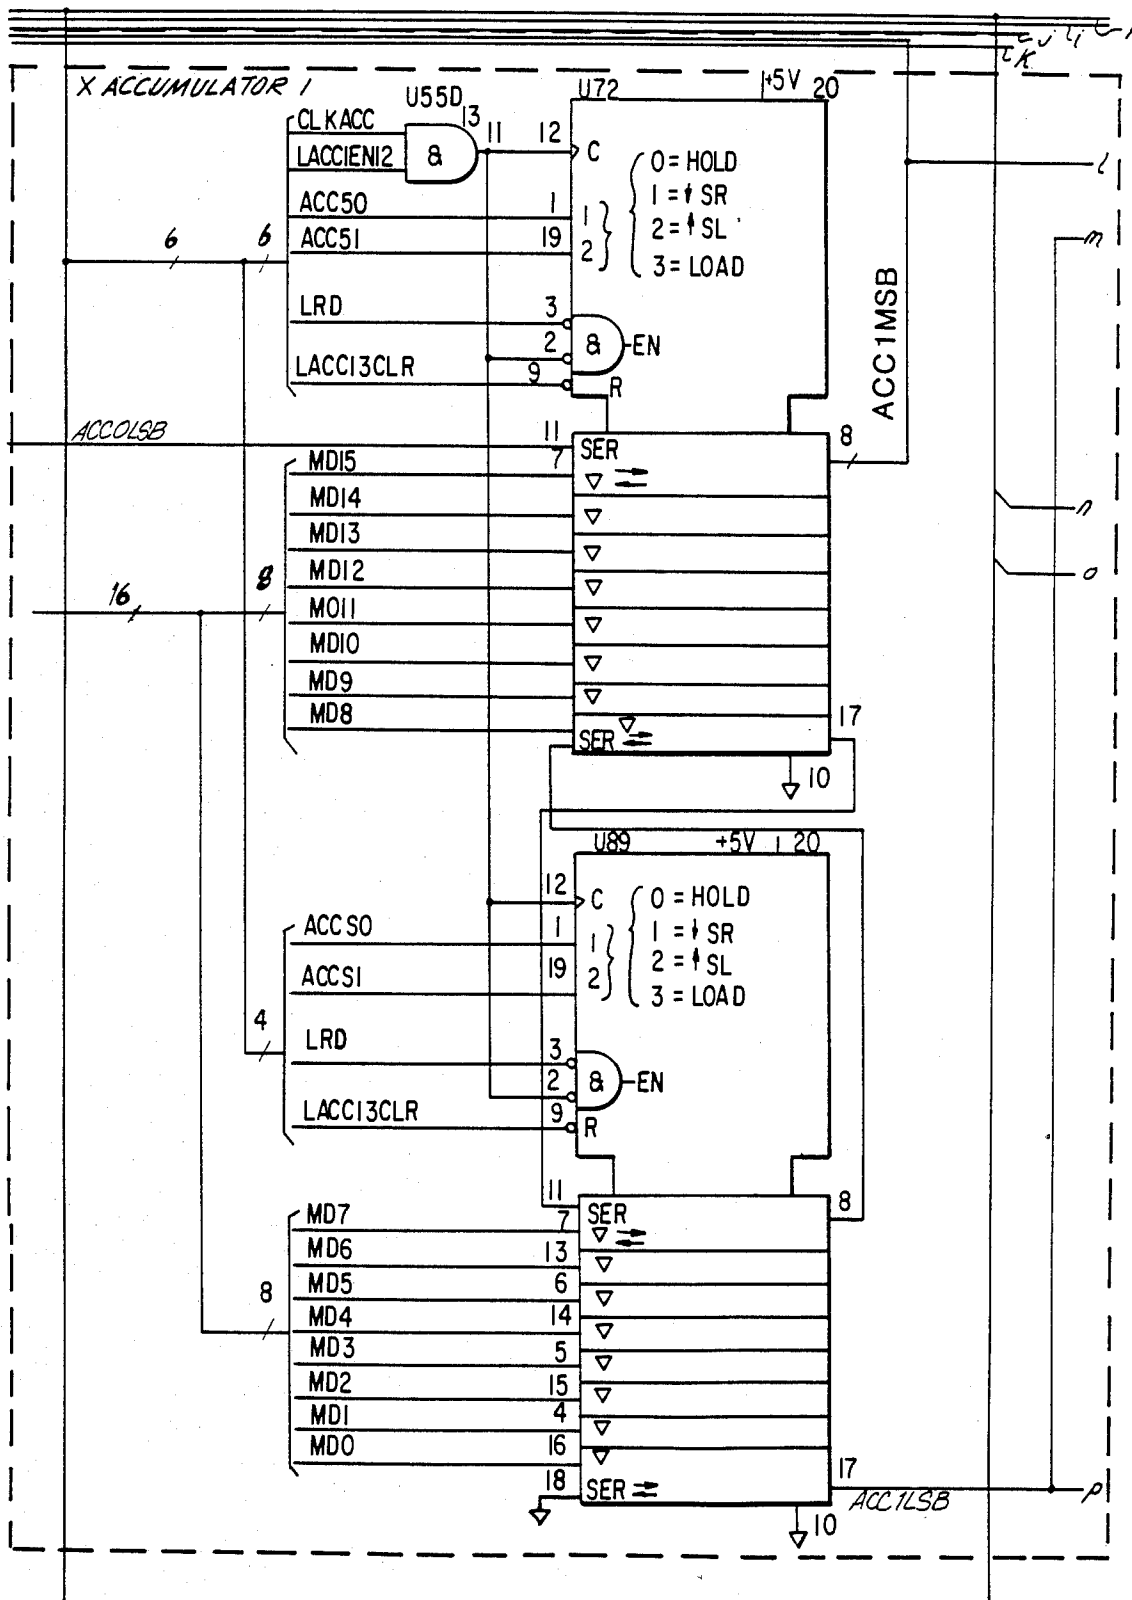 X ACCUMULATOR 1
U55D
13
CLKACC
LACC1EN12
&
11
12
U72
+5V
20
C
0 = HOLD
1 = ↓ SR
2 = ↑ SL
3 = LOAD
ACC50
1
1
ACC51
19
2
6
6
LRD
3
2
&
EN
LACC13CLR
9
R
ACC1MSB
l
m
ACC0LSB
11
SER
8
MD15
7
MD14
MD13
MD12
MO11
MD10
MD9
MD8
16
8
SER
17
10
n
o
U89
+5V
20
12
C
0 = HOLD
1 = ↓ SR
2 = ↑ SL
3 = LOAD
ACCS0
1
1
ACCS1
19
2
4
LRD
3
2
&
EN
LACC13CLR
9
R
11
SER
8
MD7
7
MD6
13
MD5
6
MD4
14
MD3
5
MD2
15
MD1
4
MD0
16
8
18
SER
17
ACC1LSB
p
10